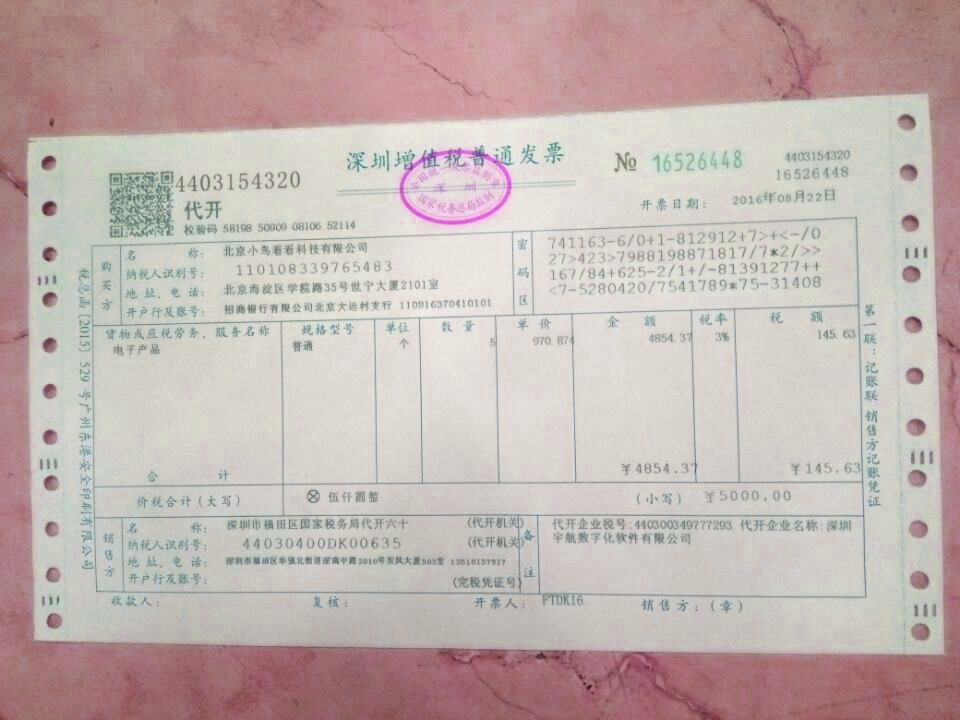 深圳增值税普通发票
№ 16526448
4403154320
16526448
4403154320
代开
开票日期: 2016年08月22日
校验码 58198 50909 08106 52114
全国统一发票监制章
深圳
国家税务总局监制
购买方
名 称: 北京小鸟看看科技有限公司
纳税人识别号: 110108339765483
地 址、电 话: 北京海淀区学院路35号世宁大厦2101室
开户行及账号: 招商银行有限公司北京大运村支行 110916370410101
密码区
741163-6/0+1-812912+7>+<-/0
27>423>7988198871817/7*2/>>
167/84+625-2/1+/-81391277++
<7-5280420/7541789*75-31408
货物或应税劳务、服务名称 规格型号 单位 数 量 单 价 金 额 税率 税 额
电子产品 普通 个 5 970.874 4854.37 3% 145.63
合 计 ¥4854.37 ¥145.63
价税合计(大写) ⊗ 伍仟圆整 (小写) ¥5000.00
销售方
名 称: 深圳市福田区国家税务局代开六十 (代开机关)
纳税人识别号: 44030400DK00635 (代开机关)
地 址、电 话: 深圳市福田区华强北街道深南中路2010号东风大厦503室 13510137917
开户行及账号: (完税凭证号)
备注
代开企业税号:440300349777293 代开企业名称:深圳
宇航数字化软件有限公司
收款人: 复核: 开票人: PTDK16 销售方:(章)
税总函〔2015〕529号广州东港安全印刷有限公司
第一联:记账联 销售方记账凭证